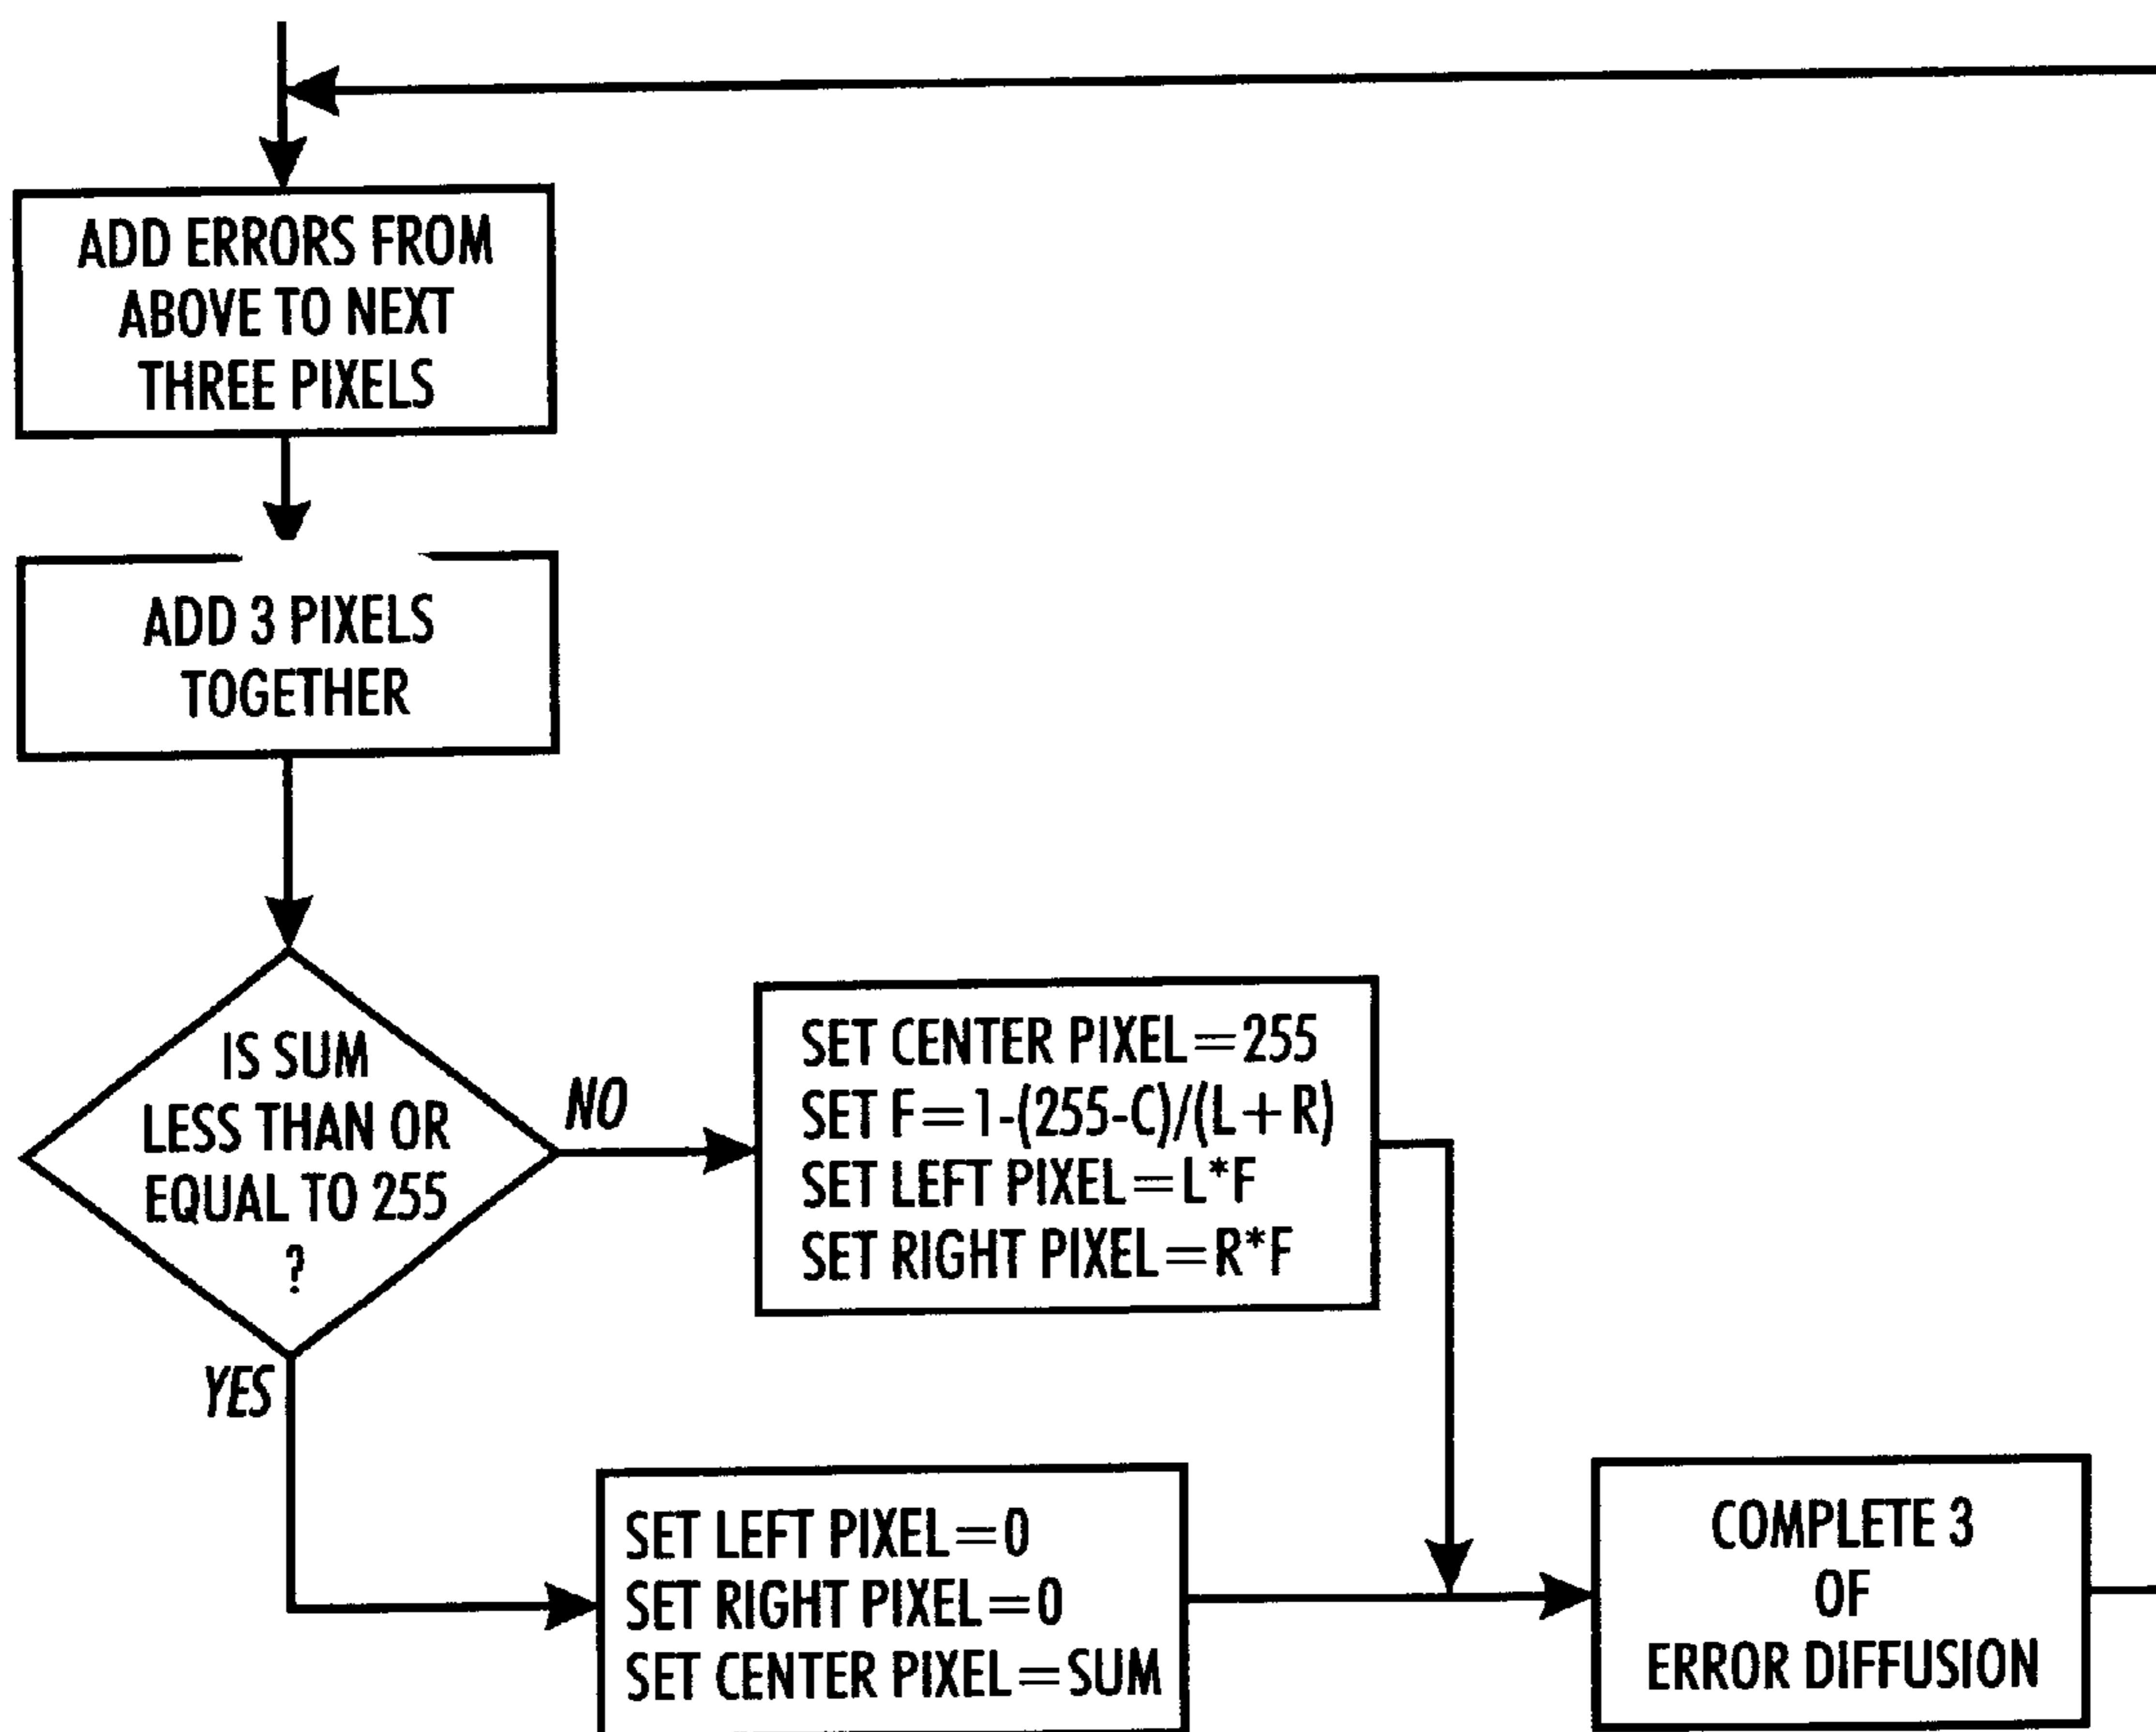 ADD ERRORS FROM
ABOVE TO NEXT
THREE PIXELS
ADD 3 PIXELS
TOGETHER
IS SUM
LESS THAN OR
EQUAL TO 255
?
NO
SET CENTER PIXEL=255
SET F=1-(255-C)/(L+R)
SET LEFT PIXEL=L*F
SET RIGHT PIXEL=R*F
YES
SET LEFT PIXEL=0
SET RIGHT PIXEL=0
SET CENTER PIXEL=SUM
COMPLETE 3
OF
ERROR DIFFUSION